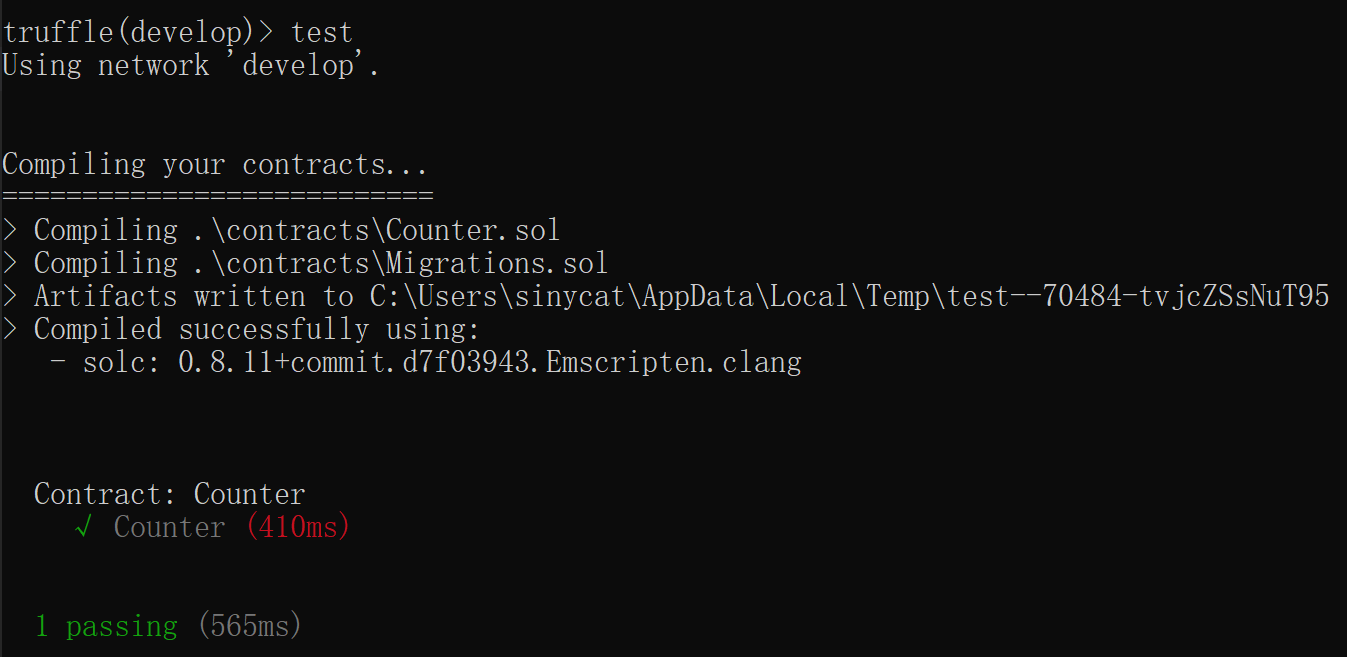 truffle(develop)> test
Using network 'develop'.
Compiling your contracts...
===========================
> Compiling .\contracts\Counter.sol
> Compiling .\contracts\Migrations.sol
> Artifacts written to C:\Users\sinycat\AppData\Local\Temp\test--70484-tvjcZSsNuT95
> Compiled successfully using:
   - solc: 0.8.11+commit.d7f03943.Emscripten.clang
  Contract: Counter
    √ Counter (410ms)
  1 passing (565ms)